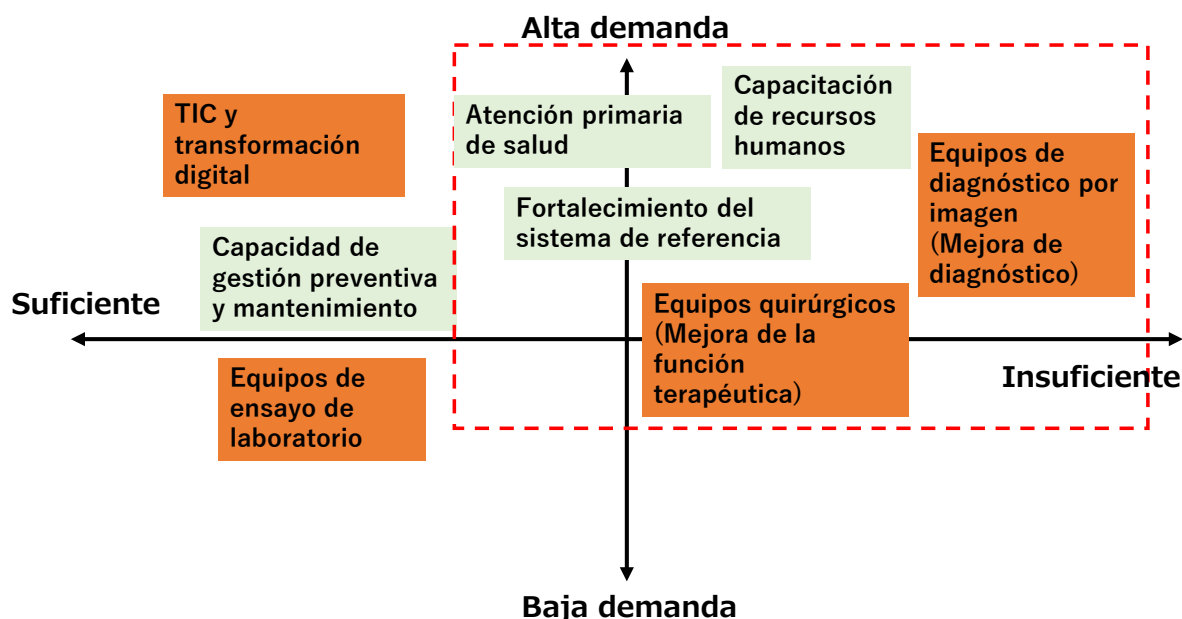 Alta demanda
TIC y
transformación
digital
Atención primaria
de salud
Capacitación
de recursos
humanos
Equipos de
diagnóstico por
imagen
(Mejora de
diagnóstico)
Fortalecimiento del
sistema de referencia
Capacidad de
gestión preventiva
y mantenimiento
Suficiente
Equipos quirúrgicos
(Mejora de la
función
terapéutica)
Insuficiente
Equipos de
ensayo de
laboratorio
Baja demanda